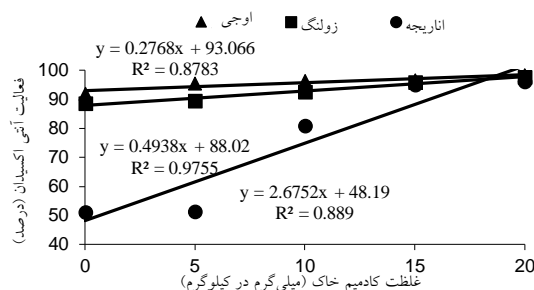 اوجی زولنگ اناریجه
y = 0.2768x + 93.066
R² = 0.8783
y = 0.4938x + 88.02
R² = 0.9755
y = 2.6752x + 48.19
R² = 0.889
فعالیت آنتی اکسیدان (درصد)
100
90
80
70
60
50
40
0 5 10 15 20
غلظت کادمیم خاک (میلی‌گرم در کیلوگرم)